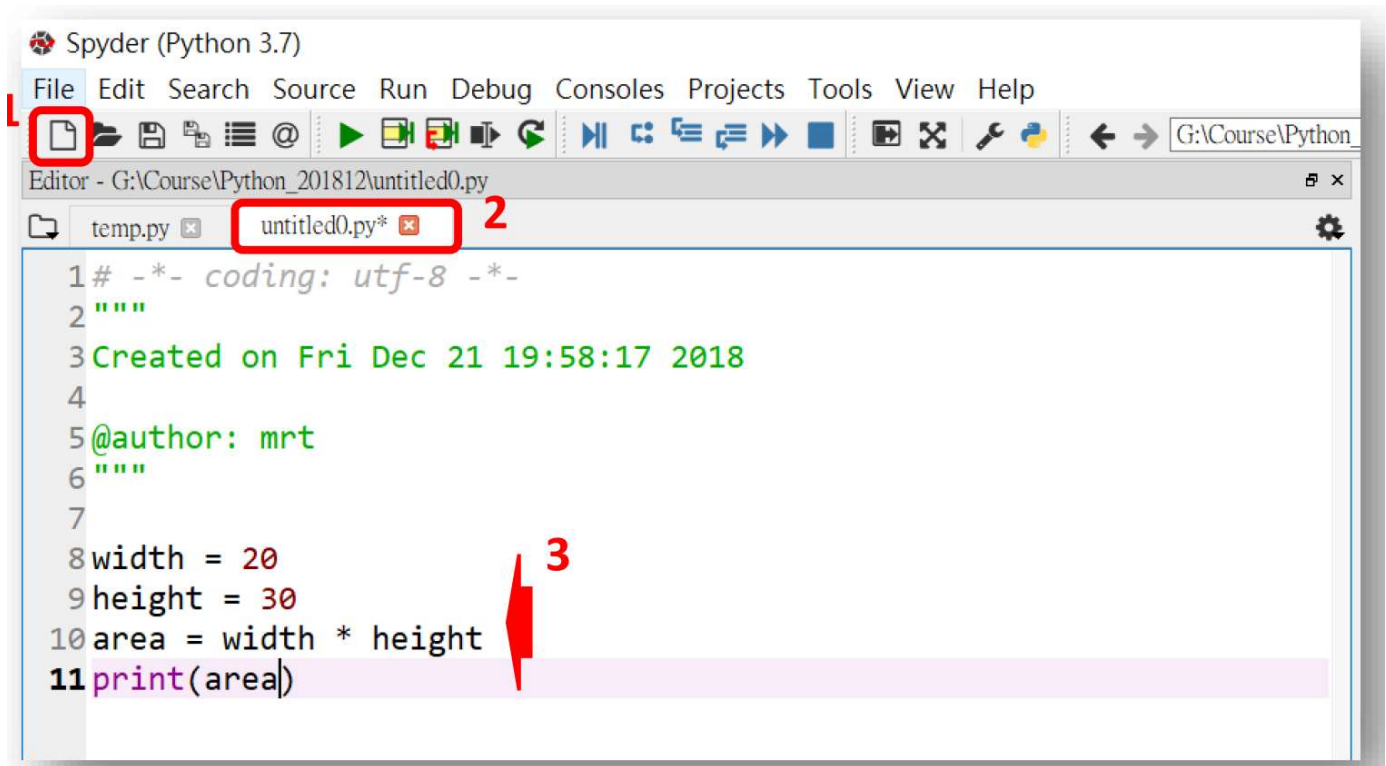 Spyder (Python 3.7)
File Edit Search Source Run Debug Consoles Projects Tools View Help
1
@
G:\Course\Python_
Editor - G:\Course\Python_201812\untitled0.py
temp.py untitled0.py* 2
1 # -*- coding: utf-8 -*-
2 """
3 Created on Fri Dec 21 19:58:17 2018
4
5 @author: mrt
6 """
7
8 width = 20
3
9 height = 30
10 area = width * height
11 print(area)